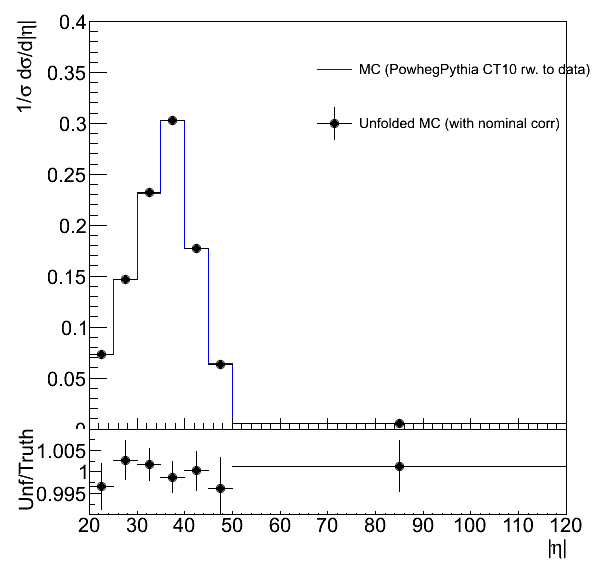 1/σ dσ/d|η|
0.4
0.35
0.3
0.25
0.2
0.15
0.1
0.05
0
MC (PowhegPythia CT10 rw. to data)
Unfolded MC (with nominal corr)
Unf/Truth
1.005
1
0.995
20 30 40 50 60 70 80 90 100 110 120
|η|